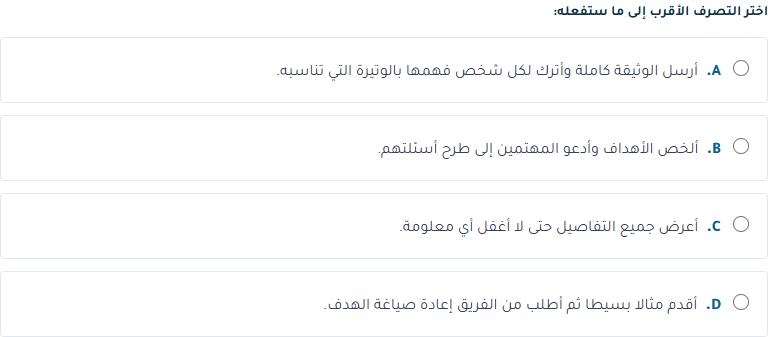 اختر التصرف الأقرب إلى ما ستفعله:
A. أرسل الوثيقة كاملة وأترك لكل شخص فهمها بالوتيرة التي تناسبه.
B. ألخص الأهداف وأدعو المهتمين إلى طرح أسئلتهم.
C. أعرض جميع التفاصيل حتى لا أغفل أي معلومة.
D. أقدم مثالا بسيطا ثم أطلب من الفريق إعادة صياغة الهدف.